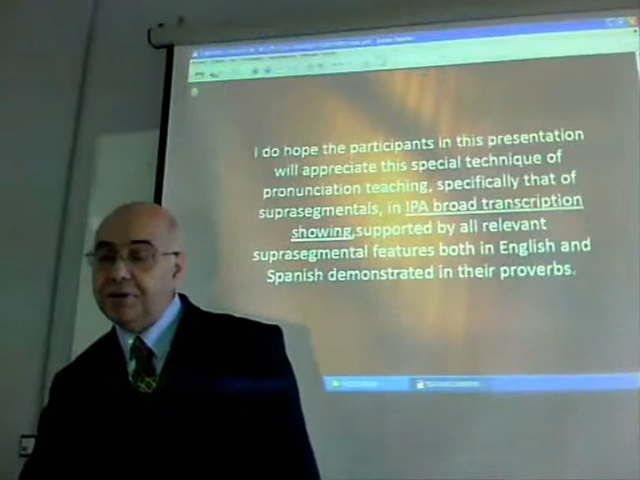 I do hope the participants in this presentation
will appreciate this special technique of
pronunciation teaching, specifically that of
suprasegmentals, in IPA broad transcription
showing,supported by all relevant
suprasegmental features both in English and
Spanish demonstrated in their proverbs.